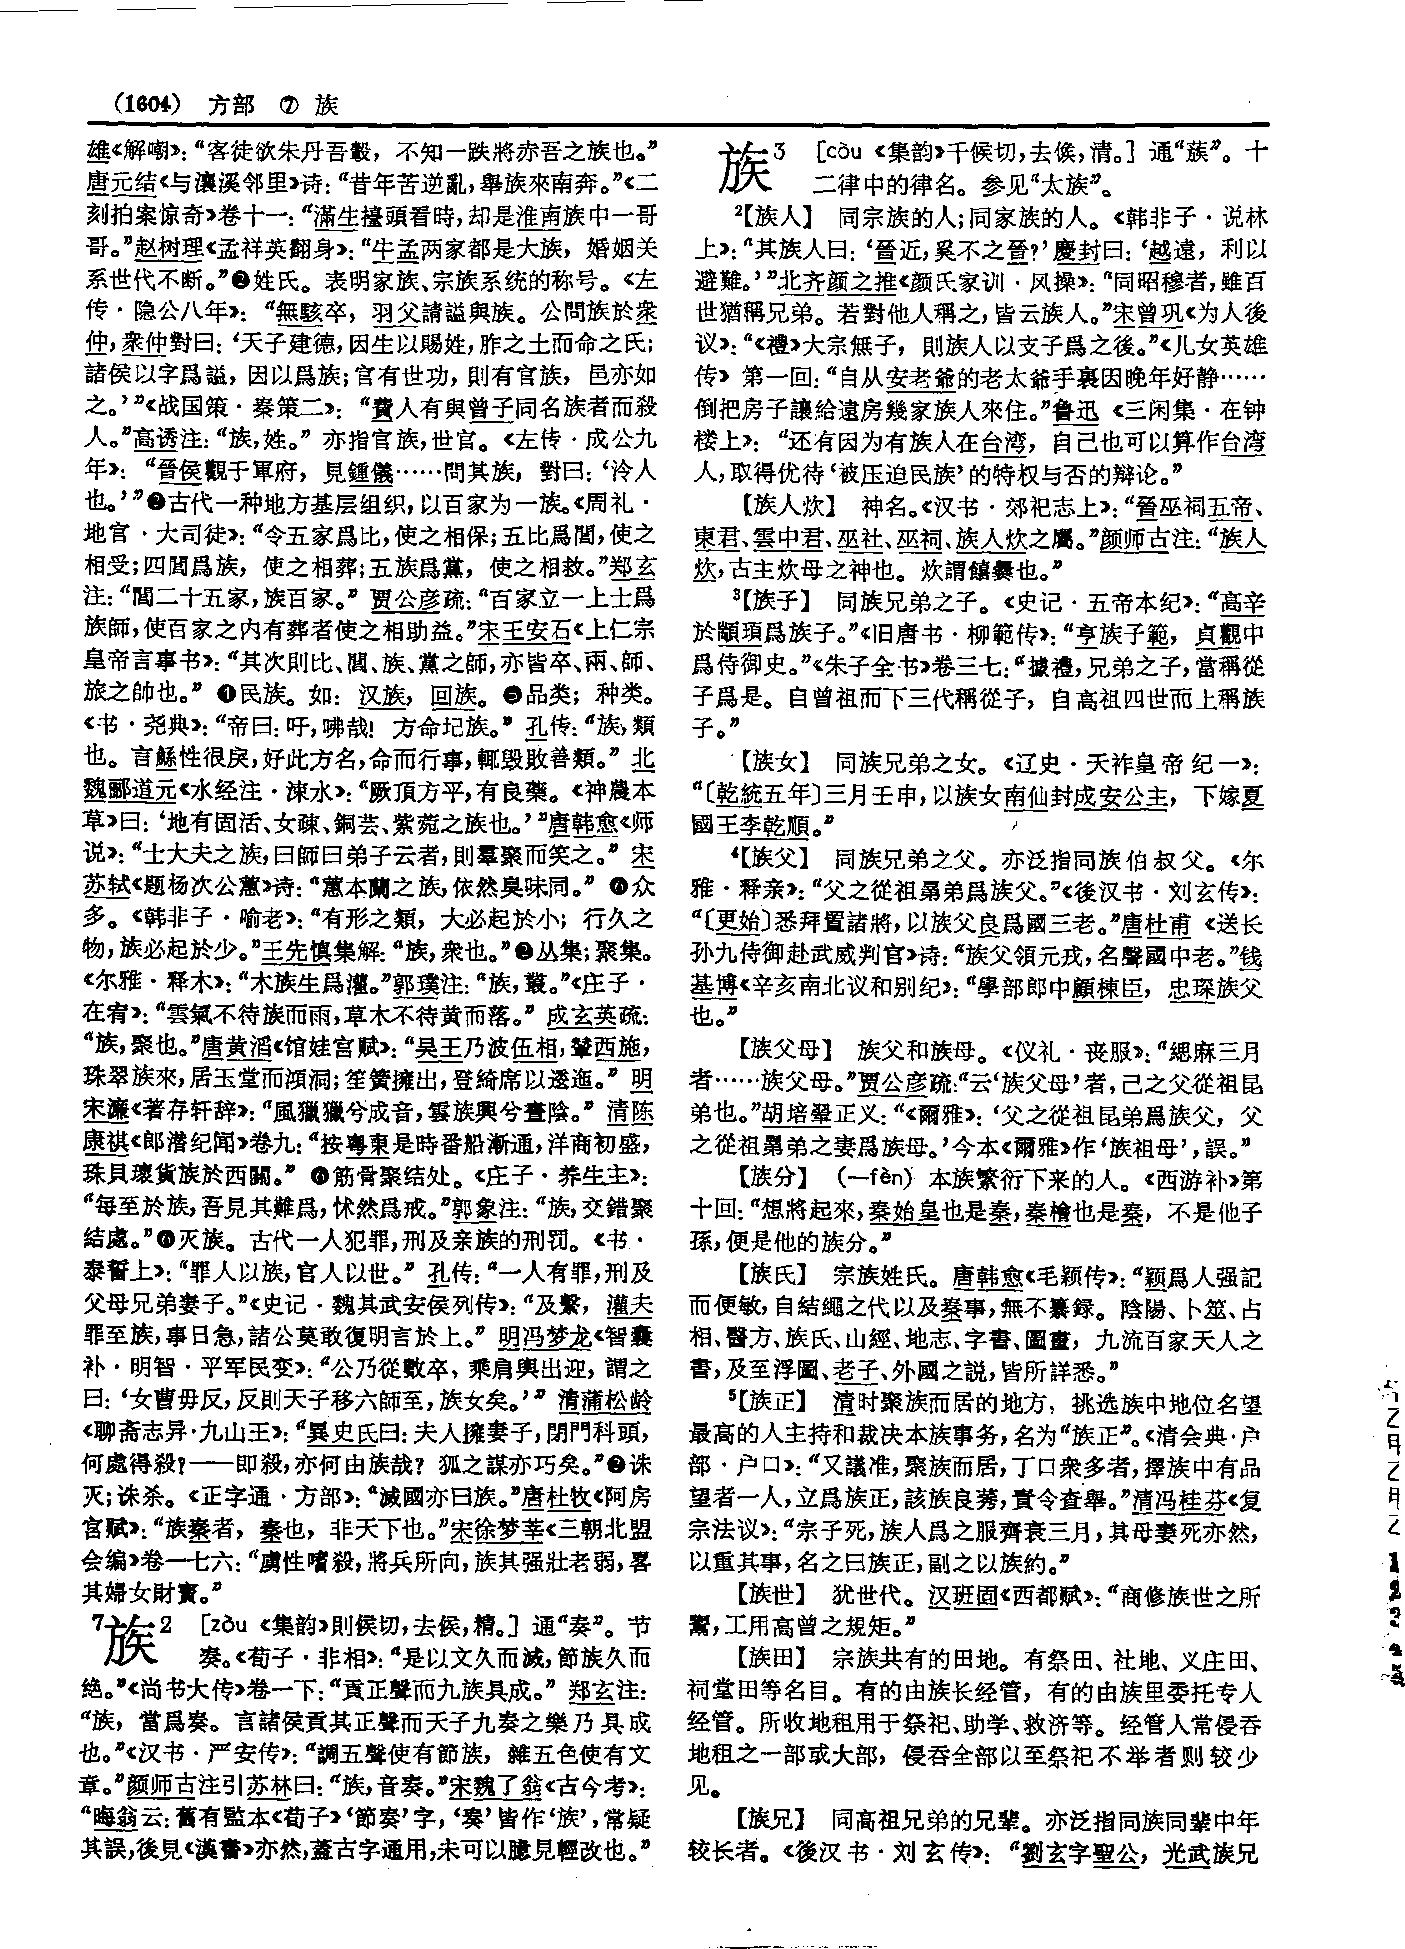 (1604) 方部 ⑦ 族
雄《解嘲》：“客徒欲朱丹吾轂，不知一跌將赤吾之族也。”
唐元结《与瀼溪邻里》诗：“昔年苦逆亂，舉族來南奔。”《二
刻拍案惊奇》卷十一：“滿生擡頭看時，却是淮南族中一哥
哥。”赵树理《孟祥英翻身》：“牛孟两家都是大族，婚姻关
系世代不断。”❷姓氏。表明家族、宗族系统的称号。《左
传·隐公八年》：“無駭卒，羽父請謚與族。公問族於衆
仲，衆仲對曰：‘天子建德，因生以賜姓，胙之土而命之氏；
諸侯以字爲謚，因以爲族；官有世功，則有官族，邑亦如
之。’”《战国策·秦策二》：“費人有與曾子同名族者而殺
人。”高诱注：“族，姓。”亦指官族，世官。《左传·成公九
年》：“晉侯觀于軍府，見鍾儀……問其族，對曰：‘泠人
也。’”❸古代一种地方基层组织，以百家为一族。《周礼·
地官·大司徒》：“令五家爲比，使之相保；五比爲閭，使之
相受；四閭爲族，使之相葬；五族爲黨，使之相救。”郑玄
注：“閭二十五家，族百家。”贾公彦疏：“百家立一上士爲
族師，使百家之内有葬者使之相助益。”宋王安石《上仁宗
皇帝言事书》：“其次則比、閭、族、黨之師，亦皆卒、兩、師、
旅之帥也。”❹民族。如：汉族，回族。❺品类；种类。
《书·尧典》：“帝曰：吁，咈哉！方命圮族。”孔传：“族，類
也。言鯀性很戾，好此方名，命而行事，輒毁敗善類。”北
魏郦道元《水经注·涑水》：“厥頂方平，有良藥。《神農本
草》曰：‘地有固活、女疎、銅芸、紫菀之族也。’”唐韩愈《师
说》：“士大夫之族，曰師曰弟子云者，則羣聚而笑之。”宋
苏轼《题杨次公蕙》诗：“蕙本蘭之族，依然臭味同。”❻众
多。《韩非子·喻老》：“有形之類，大必起於小；行久之
物，族必起於少。”王先慎集解：“族，衆也。”❼丛集；聚集。
《尔雅·释木》：“木族生爲灌。”郭璞注：“族，叢。”《庄子·
在宥》：“雲氣不待族而雨，草木不待黄而落。”成玄英疏：
“族，聚也。”唐黄滔《馆娃宫赋》：“吴王乃波伍相，輦西施，
珠翠族來，居玉堂而澒洞；笙簧擁出，登綺席以逶迤。”明
宋濂《著存轩辞》：“風獵獵兮成音，雲族興兮晝陰。”清陈
康祺《郎潜纪闻》卷九：“按粤東是時番船漸通，洋商初盛，
珠貝瓌貨族於西關。”❽筋骨聚结处。《庄子·养生主》：
“每至於族，吾見其難爲，怵然爲戒。”郭象注：“族，交錯聚
結處。”❾灭族。古代一人犯罪，刑及亲族的刑罚。《书·
泰誓上》：“罪人以族，官人以世。”孔传：“一人有罪，刑及
父母兄弟妻子。”《史记·魏其武安侯列传》：“及繫，灌夫
罪至族，事日急，諸公莫敢復明言於上。”明冯梦龙《智囊
补·明智·平军民变》：“公乃從數卒，乘肩輿出迎，謂之
曰：‘女曹毋反，反則天子移六師至，族女矣。’”清蒲松龄
《聊斋志异·九山王》：“異史氏曰：夫人擁妻子，閉門科頭，
何處得殺？——即殺，亦何由族哉？狐之謀亦巧矣。”❿诛
灭；诛杀。《正字通·方部》：“滅國亦曰族。”唐杜牧《阿房
宫赋》：“族秦者，秦也，非天下也。”宋徐梦莘《三朝北盟
会编》卷一七六：“虜性嗜殺，將兵所向，族其强壯老弱，畧
其婦女財寳。”
7族2 [zòu《集韵》則侯切，去侯，精。]通“奏”。节
奏。《荀子·非相》：“是以文久而滅，節族久而
絶。”《尚书大传》卷一下：“貢正聲而九族具成。”郑玄注：
“族，當爲奏。言諸侯貢其正聲而天子九奏之樂乃具成
也。”《汉书·严安传》：“調五聲使有節族，雜五色使有文
章。”颜师古注引苏林曰：“族，音奏。”宋魏了翁《古今考》：
“晦翁云：舊有監本《荀子》‘節奏’字，‘奏’皆作‘族’，常疑
其誤，後見《漢書》亦然，蓋古字通用，未可以臆見輕改也。”
族3 [còu《集韵》千候切，去候，清。]通“蔟”。十
二律中的律名。参见“太族”。
2【族人】 同宗族的人；同家族的人。《韩非子·说林
上》：“其族人曰：‘晉近，奚不之晉？’慶封曰：‘越遠，利以
避難。’”北齐颜之推《颜氏家训·风操》：“同昭穆者，雖百
世猶稱兄弟。若對他人稱之，皆云族人。”宋曾巩《为人後
议》：“《禮》大宗無子，則族人以支子爲之後。”《儿女英雄
传》第一回：“自从安老爺的老太爺手裏因晚年好静……
倒把房子讓給遠房幾家族人來住。”鲁迅《三闲集·在钟
楼上》：“还有因为有族人在台湾，自己也可以算作台湾
人，取得优待‘被压迫民族’的特权与否的辩论。”
【族人炊】 神名。《汉书·郊祀志上》：“晉巫祠五帝、
東君、雲中君、巫社、巫祠、族人炊之屬。”颜师古注：“族人
炊，古主炊母之神也。炊謂饎爨也。”
3【族子】 同族兄弟之子。《史记·五帝本纪》：“高辛
於顓頊爲族子。”《旧唐书·柳範传》：“亨族子範，貞觀中
爲侍御史。”《朱子全书》卷三七：“據禮，兄弟之子，當稱從
子爲是。自曾祖而下三代稱從子，自高祖四世而上稱族
子。”
【族女】 同族兄弟之女。《辽史·天祚皇帝纪一》：
“〔乾統五年〕三月壬申，以族女南仙封成安公主，下嫁夏
國王李乾順。”
4【族父】 同族兄弟之父。亦泛指同族伯叔父。《尔
雅·释亲》：“父之從祖晜弟爲族父。”《後汉书·刘玄传》：
“〔更始〕悉拜置諸將，以族父良爲國三老。”唐杜甫《送长
孙九侍御赴武威判官》诗：“族父領元戎，名聲國中老。”钱
基博《辛亥南北议和别纪》：“學部郎中顧棟臣，忠琛族父
也。”
【族父母】 族父和族母。《仪礼·丧服》：“緦麻三月
者……族父母。”贾公彦疏：“云‘族父母’者，己之父從祖昆
弟也。”胡培翚正义：“《爾雅》：‘父之從祖昆弟爲族父，父
之從祖晜弟之妻爲族母。’今本《爾雅》作‘族祖母’，誤。”
【族分】 （—fèn）本族繁衍下来的人。《西游补》第
十回：“想將起來，秦始皇也是秦，秦檜也是秦，不是他子
孫，便是他的族分。”
【族氏】 宗族姓氏。唐韩愈《毛颖传》：“颖爲人强記
而便敏，自結繩之代以及秦事，無不纂録。陰陽、卜筮、占
相、醫方、族氏、山經、地志、字書、圖畫，九流百家天人之
書，及至浮圖、老子、外國之説，皆所詳悉。”
5【族正】 清时聚族而居的地方，挑选族中地位名望
最高的人主持和裁决本族事务，名为“族正”。《清会典·户
部·户口》：“又議准，聚族而居，丁口衆多者，擇族中有品
望者一人，立爲族正，該族良莠，責令查舉。”清冯桂芬《复
宗法议》：“宗子死，族人爲之服齊衰三月，其母妻死亦然，
以重其事，名之曰族正，副之以族約。”
【族世】 犹世代。汉班固《西都赋》：“商修族世之所
鬻，工用高曾之規矩。”
【族田】 宗族共有的田地。有祭田、社地、义庄田、
祠堂田等名目。有的由族长经管，有的由族里委托专人
经管。所收地租用于祭祀、助学、救济等。经管人常侵吞
地租之一部或大部，侵吞全部以至祭祀不举者则较少
见。
【族兄】 同高祖兄弟的兄辈。亦泛指同族同辈中年
较长者。《後汉书·刘玄传》：“劉玄字聖公，光武族兄